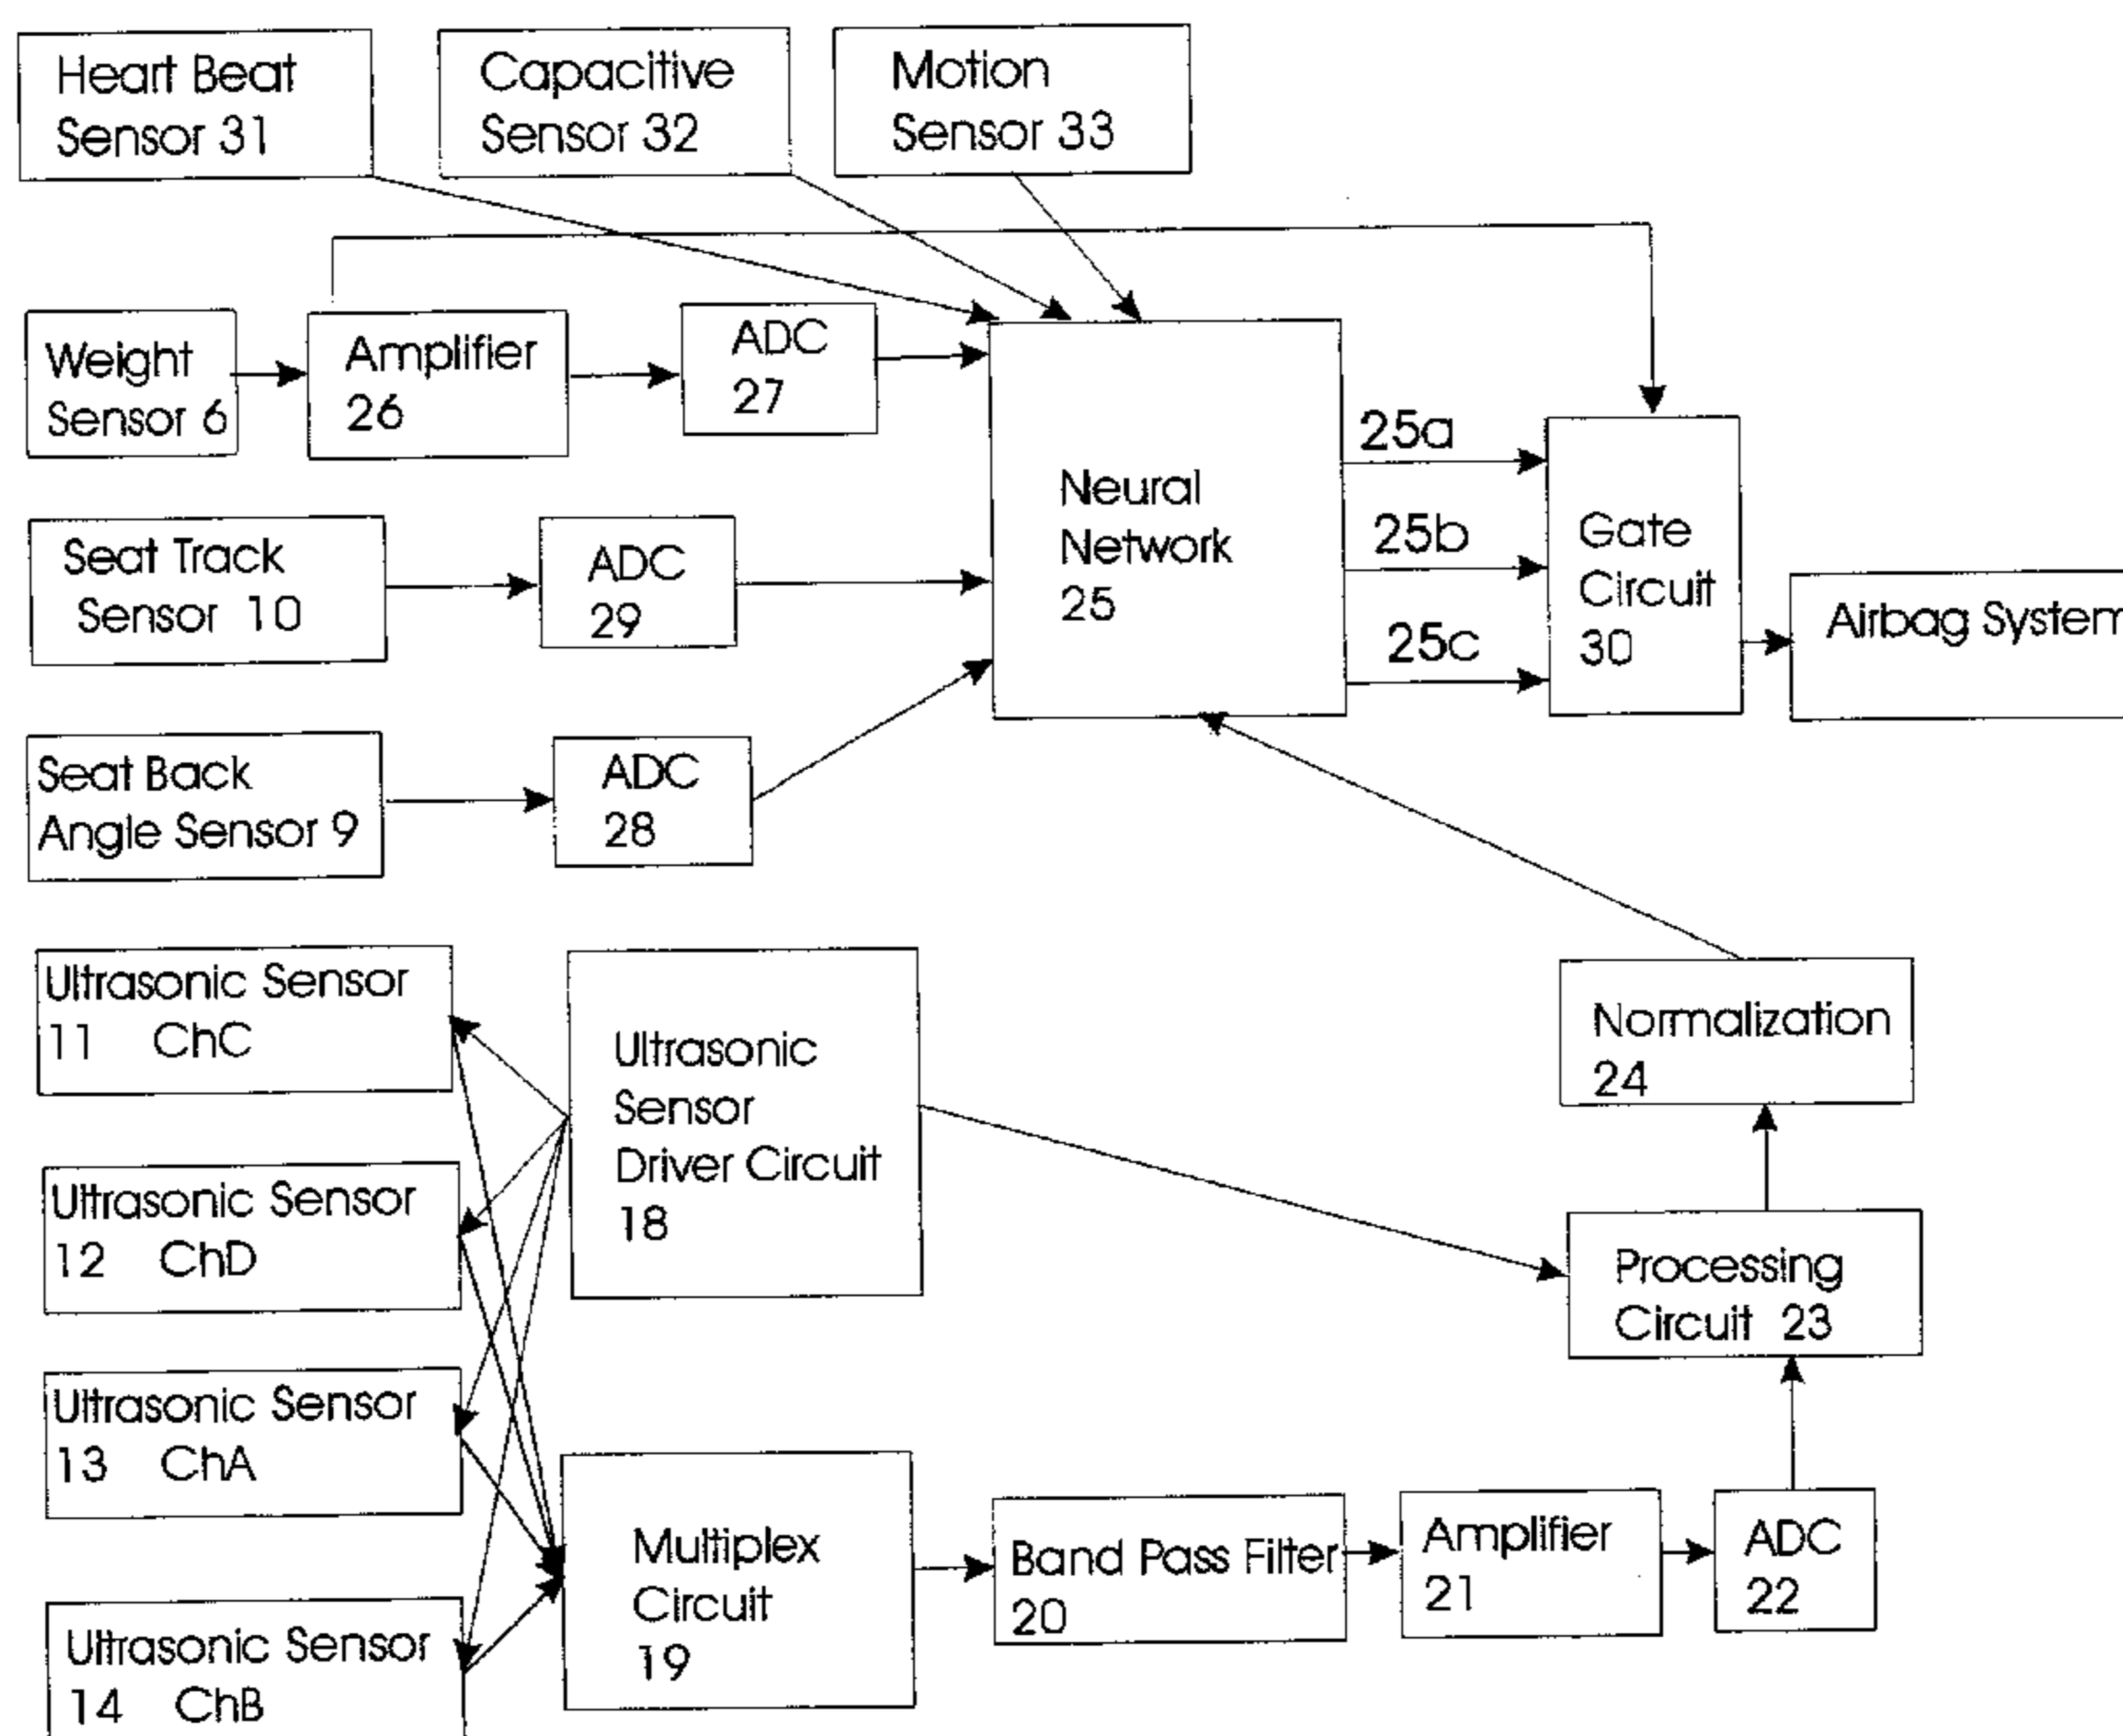 Heart Beat
Sensor 31
Capacitive
Sensor 32
Motion
Sensor 33
Weight
Sensor 6
Amplifier
26
ADC
27
Seat Track
Sensor 10
ADC
29
Seat Back
Angle Sensor 9
ADC
28
Neural
Network
25
25a
25b
25c
Gate
Circuit
30
Airbag System
Ultrasonic Sensor
11 ChC
Ultrasonic Sensor
12 ChD
Ultrasonic Sensor
13 ChA
Ultrasonic Sensor
14 ChB
Ultrasonic
Sensor
Driver Circuit
18
Multiplex
Circuit
19
Band Pass Filter
20
Amplifier
21
ADC
22
Processing
Circuit 23
Normalization
24